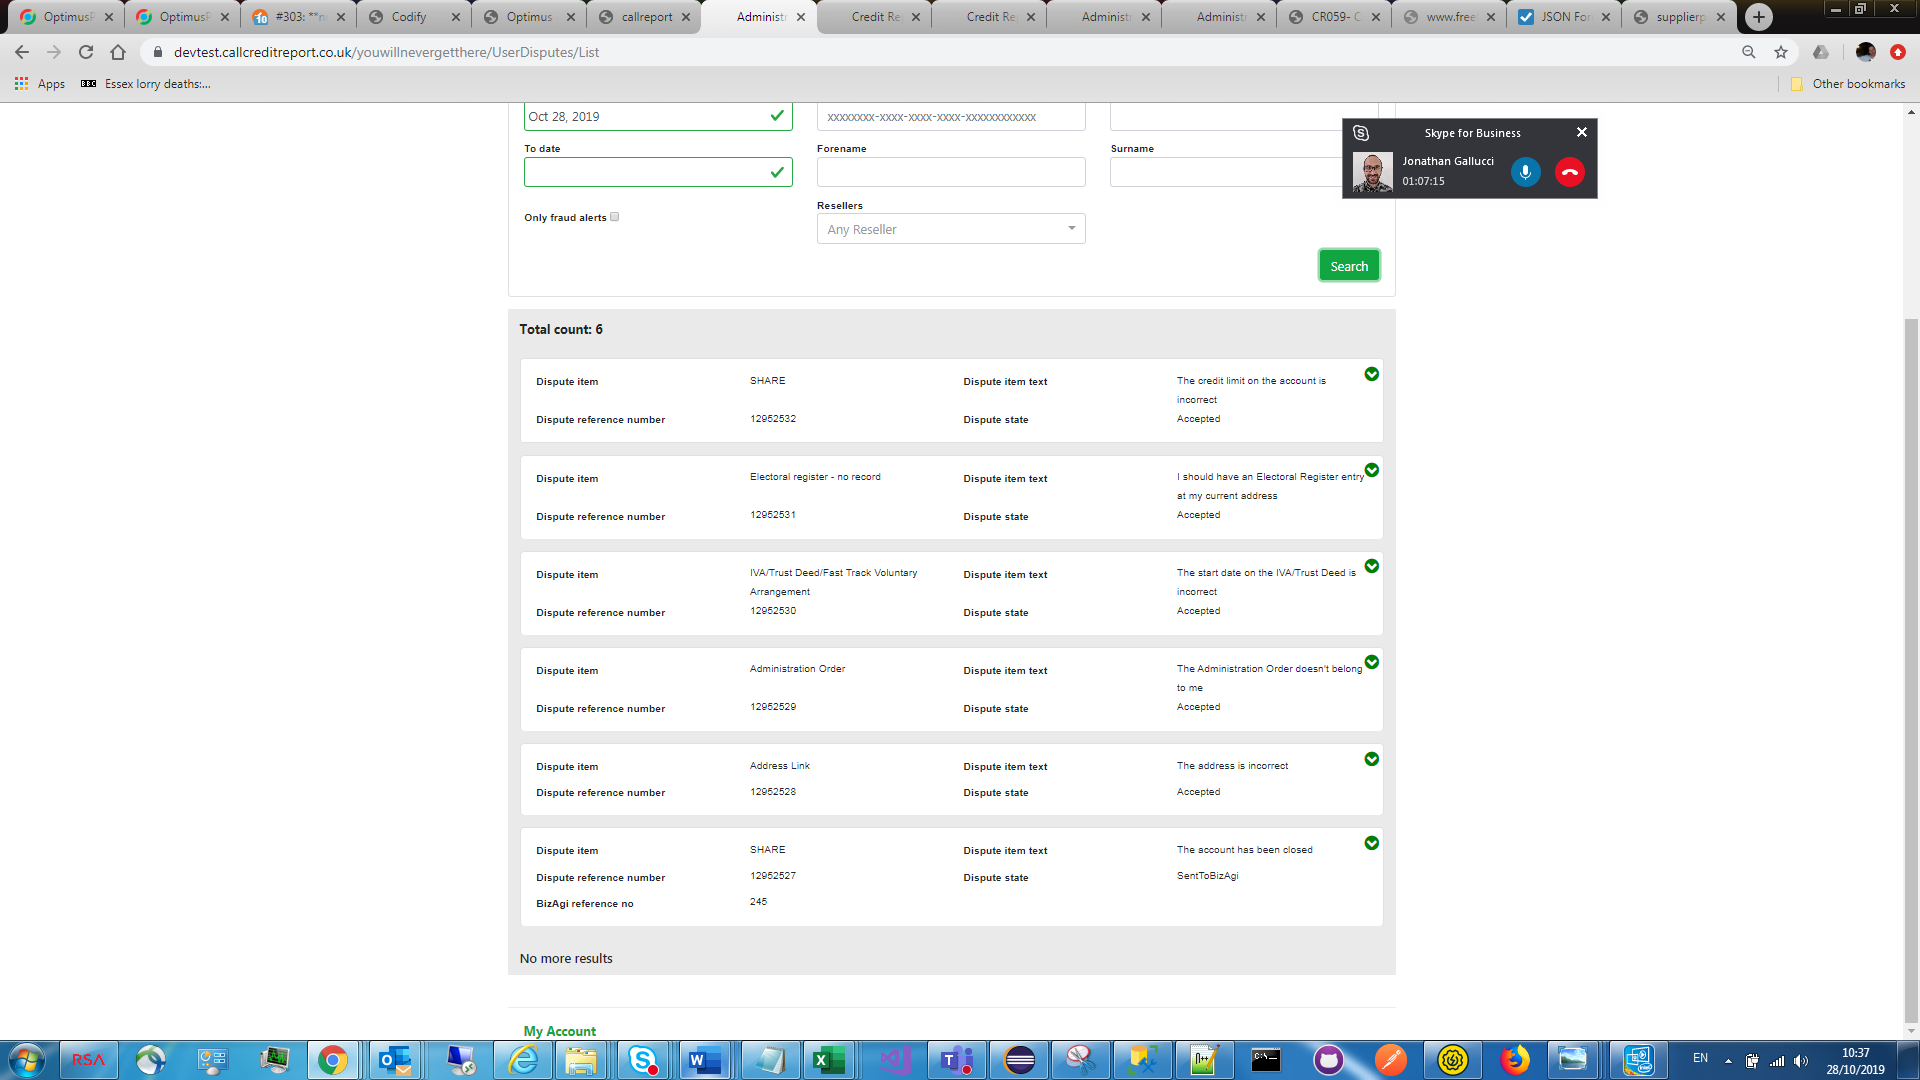 OptimusF
OptimusF
#303: **n
Codify
Optimus
callreport
Administr
Credit Re
Credit Re
Administ
Administ
CR059- C
www.free
JSON For
supplierp
devtest.callcreditreport.co.uk/youwillnevergetthere/UserDisputes/List
Apps
BBC Essex lorry deaths:...
Other bookmarks
Oct 28, 2019
xxxxxxxx-xxxx-xxxx-xxxx-xxxxxxxxxxxx
To date
Forename
Surname
Only fraud alerts
Resellers
Any Reseller
Search
Skype for Business
Jonathan Gallucci
01:07:15
Total count: 6
Dispute item SHARE Dispute item text The credit limit on the account is
incorrect
Dispute reference number 12952532 Dispute state Accepted
Dispute item Electoral register - no record Dispute item text I should have an Electoral Register entry
at my current address
Dispute reference number 12952531 Dispute state Accepted
Dispute item IVA/Trust Deed/Fast Track Voluntary Dispute item text The start date on the IVA/Trust Deed is
Arrangement incorrect
Dispute reference number 12952530 Dispute state Accepted
Dispute item Administration Order Dispute item text The Administration Order doesn't belong
to me
Dispute reference number 12952529 Dispute state Accepted
Dispute item Address Link Dispute item text The address is incorrect
Dispute reference number 12952528 Dispute state Accepted
Dispute item SHARE Dispute item text The account has been closed
Dispute reference number 12952527 Dispute state SentToBizAgi
BizAgi reference no 245
No more results
My Account
RSA
EN
10:37
28/10/2019